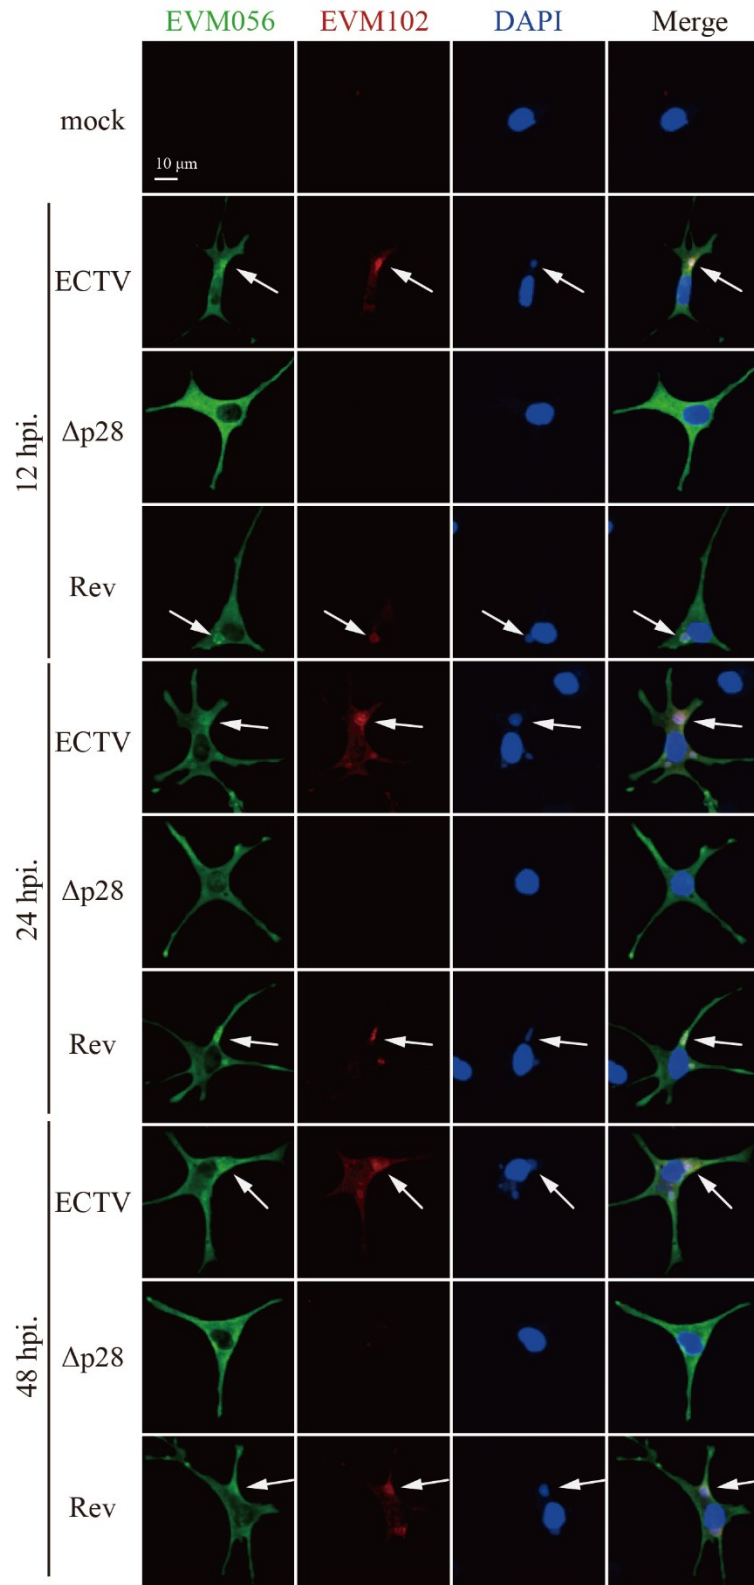 EVM056 EVM102 DAPI Merge
mock
10 µm
12 hpi.
ECTV
Δp28
Rev
24 hpi.
ECTV
Δp28
Rev
48 hpi.
ECTV
Δp28
Rev